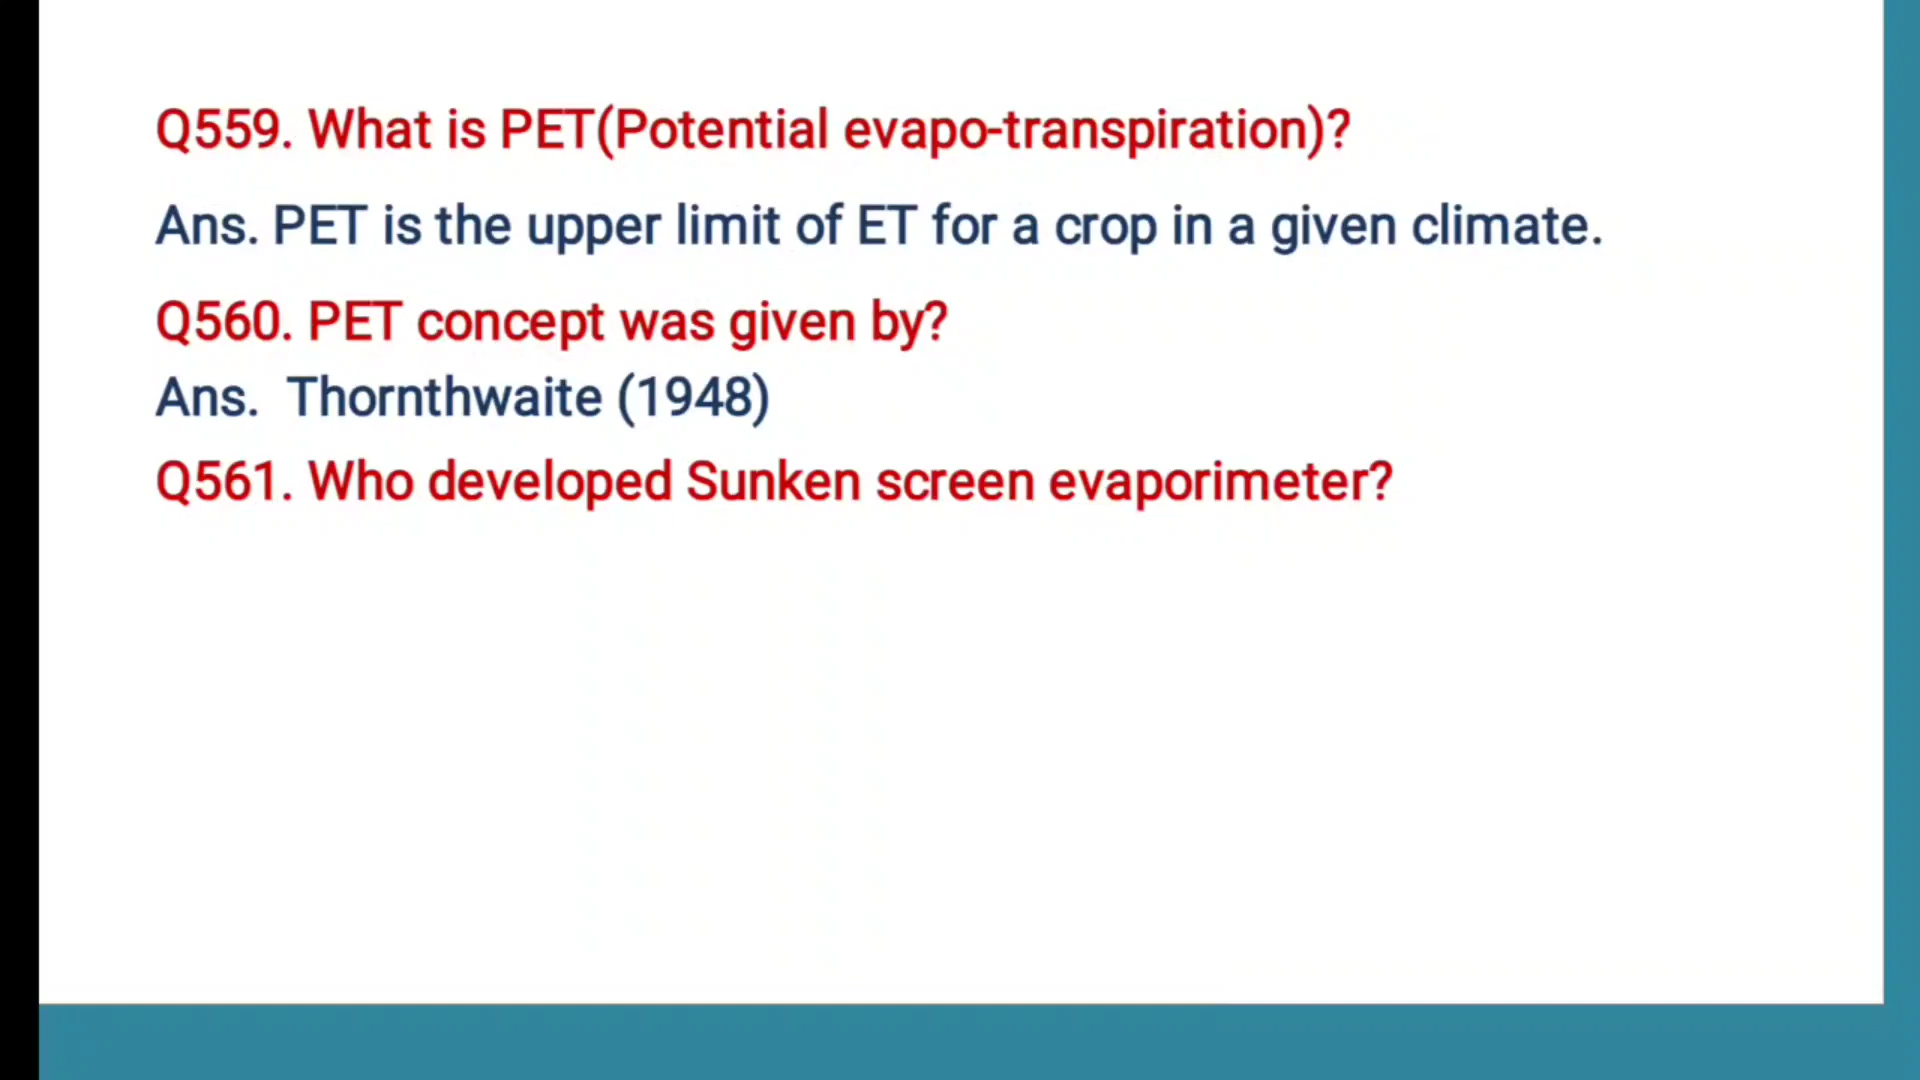 Q559. What is PET(Potential evapo-transpiration)?
Ans. PET is the upper limit of ET for a crop in a given climate.
Q560. PET concept was given by?
Ans. Thornthwaite (1948)
Q561. Who developed Sunken screen evaporimeter?